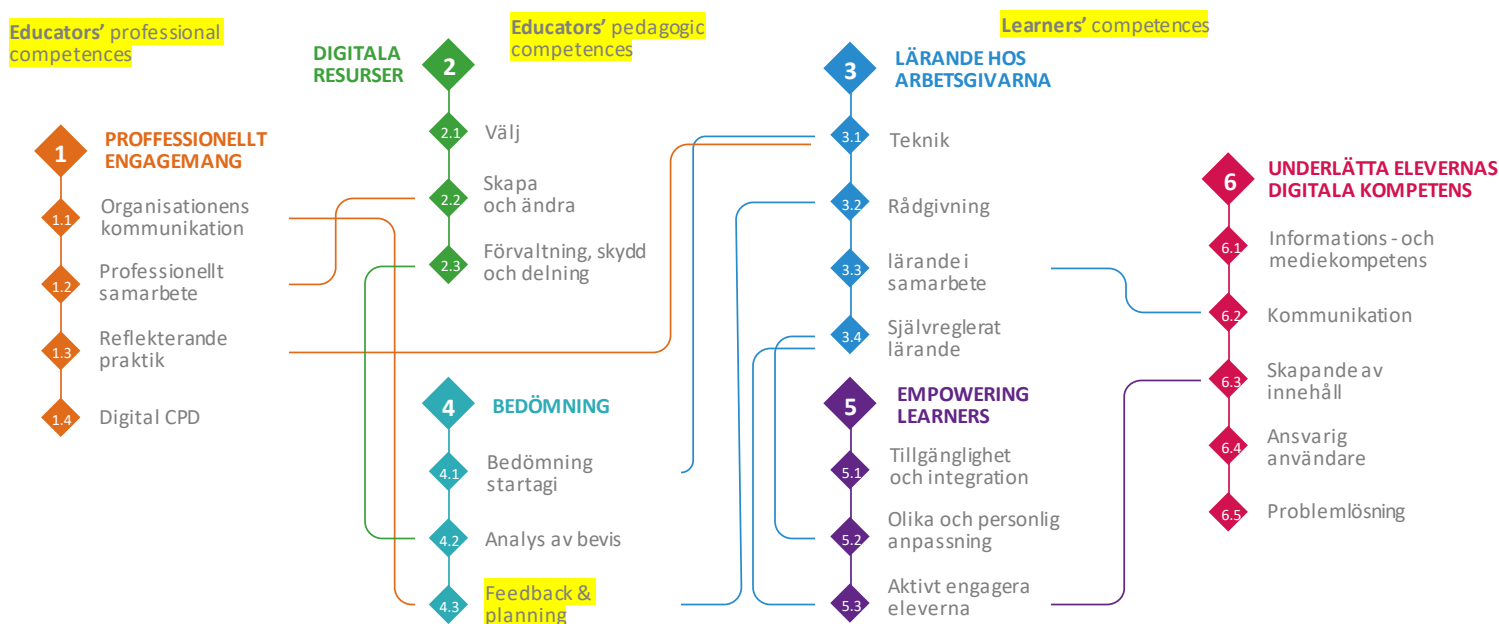 Educators’ professional
competences
Educators’ pedagogic
competences
Learners’ competences
1
PROFFESSIONELLT
ENGAGEMANG
1.1
Organisationens
kommunikation
1.2
Professionellt
samarbete
1.3
Reflekterande
praktik
1.4
Digital CPD
DIGITALA
RESURSER
2
2.1
Välj
2.2
Skapa
och ändra
2.3
Förvaltning, skydd
och delning
4
BEDÖMNING
4.1
Bedömning
startagi
4.2
Analys av bevis
4.3
Feedback &
planning
3
LÄRANDE HOS
ARBETSGIVARNA
3.1
Teknik
3.2
Rådgivning
3.3
lärande i
samarbete
3.4
Självreglerat
lärande
5
EMPOWERING
LEARNERS
5.1
Tillgänglighet
och integration
5.2
Olika och personlig
anpassning
5.3
Aktivt engagera
eleverna
6
UNDERLÄTTA ELEVERNAS
DIGITALA KOMPETENS
6.1
Informations - och
mediekompetens
6.2
Kommunikation
6.3
Skapande av
innehåll
6.4
Ansvarig
användare
6.5
Problemlösning